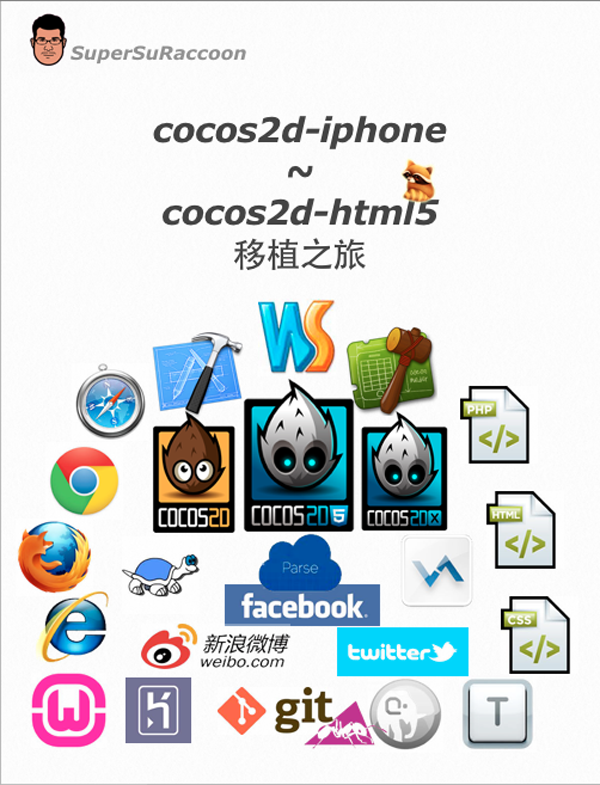 SuperSuRaccoon
cocos2d-iphone
~
cocos2d-html5
移植之旅
WS
COCOS2D
COCOS2D 5
COCOS2D X
PHP
</>
HTML
</>
CSS
</>
Parse
facebook.
新浪微博
weibo.com
twitter
git
T